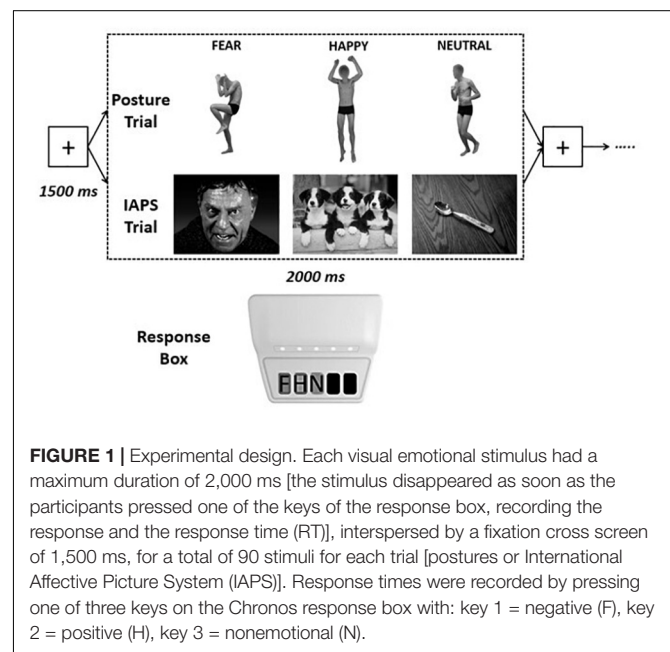 FEAR HAPPY NEUTRAL
Posture
Trial
+ + .....
1500 ms
IAPS
Trial
2000 ms
Response
Box
F H N
FIGURE 1 | Experimental design. Each visual emotional stimulus had a
maximum duration of 2,000 ms [the stimulus disappeared as soon as the
participants pressed one of the keys of the response box, recording the
response and the response time (RT)], interspersed by a fixation cross screen
of 1,500 ms, for a total of 90 stimuli for each trial [postures or International
Affective Picture System (IAPS)]. Response times were recorded by pressing
one of three keys on the Chronos response box with: key 1 = negative (F), key
2 = positive (H), key 3 = nonemotional (N).